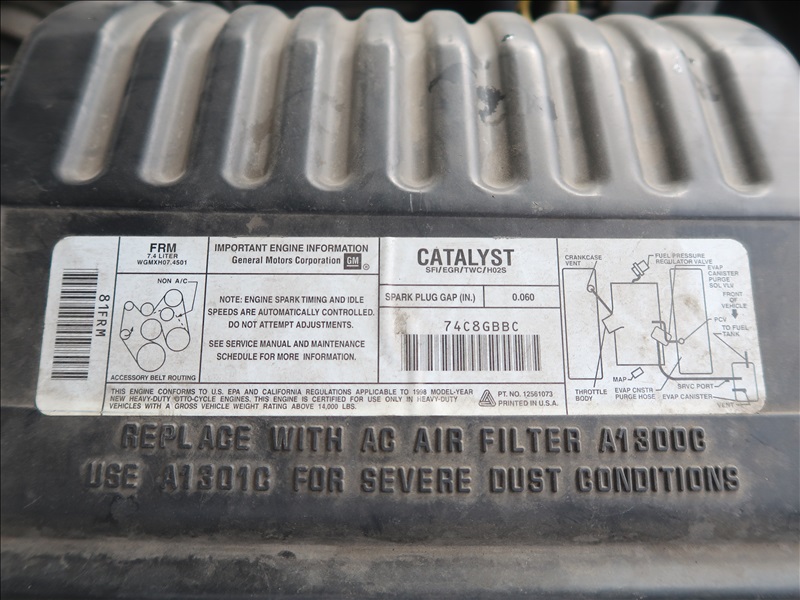 81FRM
FRM
7.4 LITER
WGMXH07.4501
NON A/C
ACCESSORY BELT ROUTING
IMPORTANT ENGINE INFORMATION
General Motors Corporation GM ®
NOTE: ENGINE SPARK TIMING AND IDLE
SPEEDS ARE AUTOMATICALLY CONTROLLED.
DO NOT ATTEMPT ADJUSTMENTS.
SEE SERVICE MANUAL AND MAINTENANCE
SCHEDULE FOR MORE INFORMATION.
CATALYST
SFI/EGR/TWC/HO2S
SPARK PLUG GAP (IN.) 0.060
74C8GBBC
THIS ENGINE CONFORMS TO U.S. EPA AND CALIFORNIA REGULATIONS APPLICABLE TO 1998 MODEL-YEAR
NEW HEAVY-DUTY OTTO-CYCLE ENGINES. THIS ENGINE IS CERTIFIED FOR USE ONLY IN HEAVY-DUTY
VEHICLES WITH A GROSS VEHICLE WEIGHT RATING ABOVE 14,000 LBS.
PT. NO. 12561073
PRINTED IN U.S.A.
CRANKCASE
VENT
FUEL PRESSURE
REGULATOR VALVE
EVAP
CANISTER
PURGE
SOL VLV
FRONT
OF
VEHICLE
PCV
TO FUEL
TANK
MAP
THROTTLE
BODY
EVAP CNSTR
PURGE HOSE
SRVC PORT
EVAP CANISTER
VENT
REPLACE WITH AC AIR FILTER A1300C
USE A1301C FOR SEVERE DUST CONDITIONS